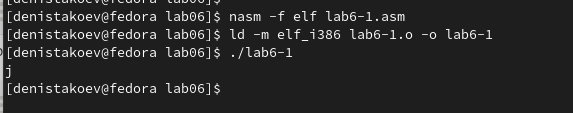 [denistakoev@fedora lab06]$ nasm -f elf lab6-1.asm
[denistakoev@fedora lab06]$ ld -m elf_i386 lab6-1.o -o lab6-1
[denistakoev@fedora lab06]$ ./lab6-1
j
[denistakoev@fedora lab06]$